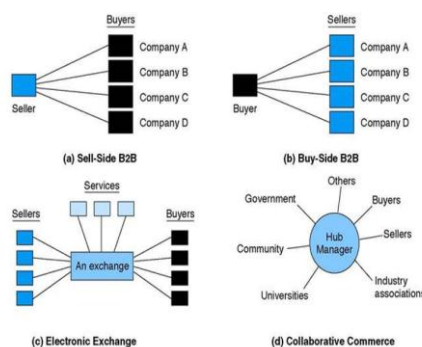 Buyers
Company A
Company B
Company C
Company D
Seller
(a) Sell-Side B2B
Sellers
Company A
Company B
Company C
Company D
Buyer
(b) Buy-Side B2B
Services
Sellers
Buyers
An exchange
(c) Electronic Exchange
Others
Government
Buyers
Hub
Manager
Sellers
Community
Industry
associations
Universities
(d) Collaborative Commerce